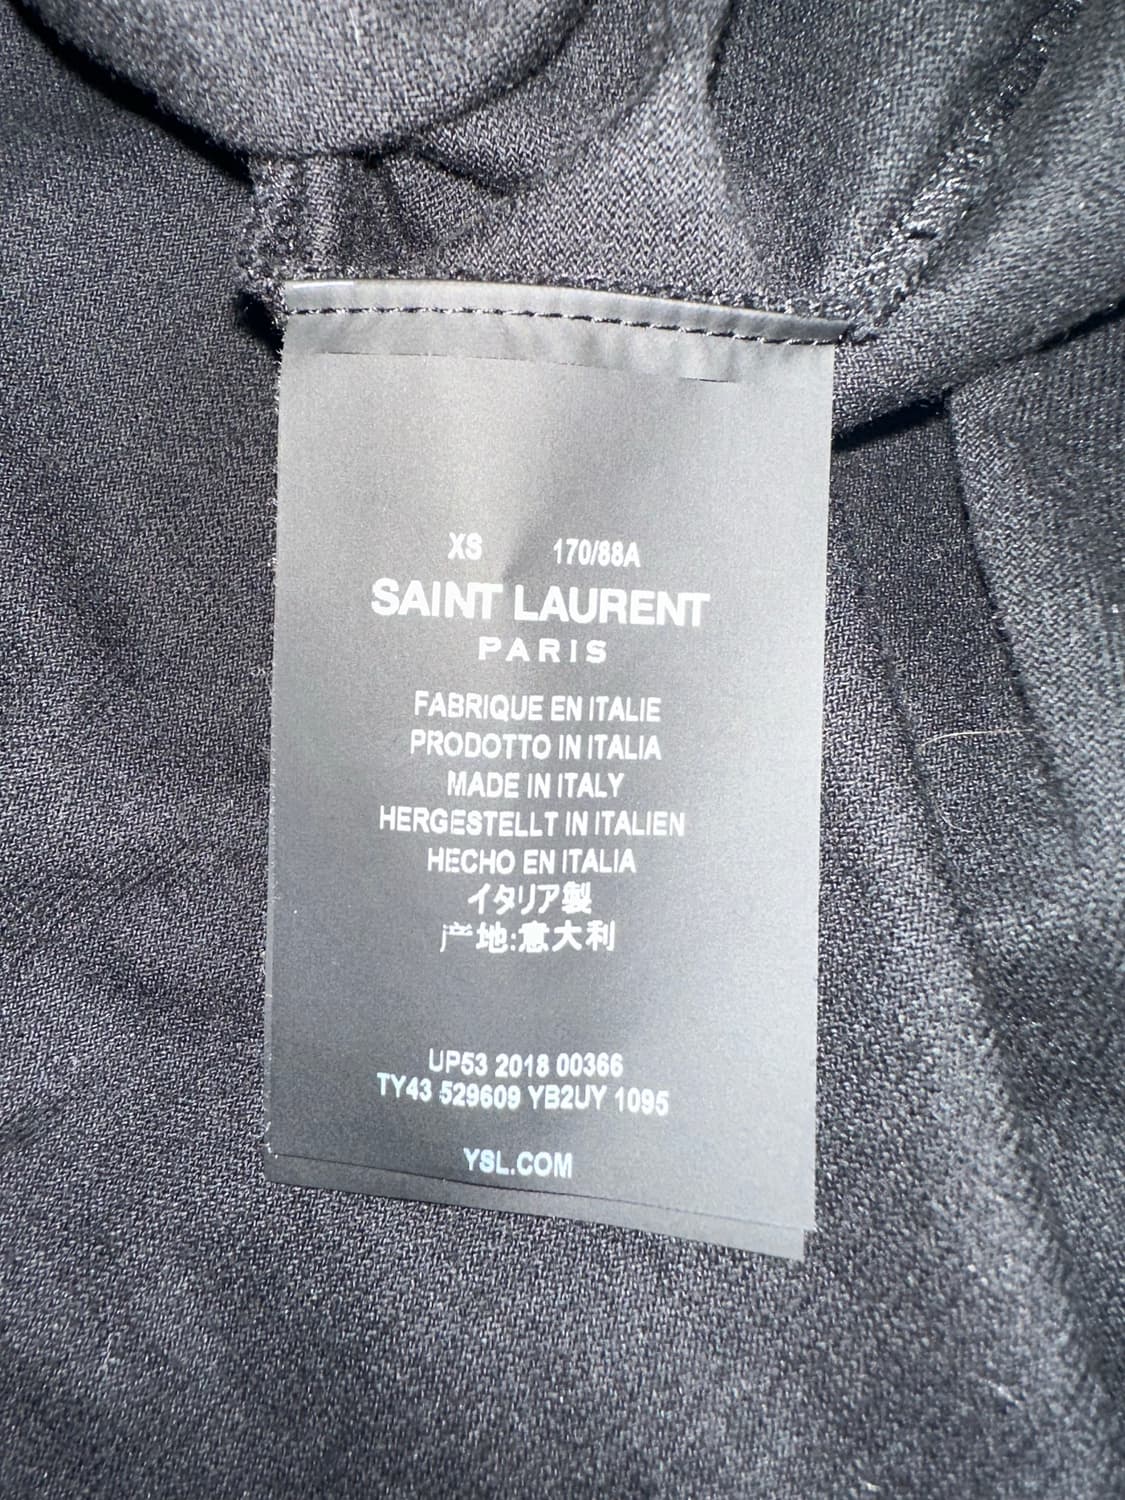 XS 170/88A
SAINT LAURENT
PARIS
FABRIQUE EN ITALIE
PRODOTTO IN ITALIA
MADE IN ITALY
HERGESTELLT IN ITALIEN
HECHO EN ITALIA
イタリア製
产地:意大利
UP53 2018 00366
TY43 529609 YB2UY 1095
YSL.COM